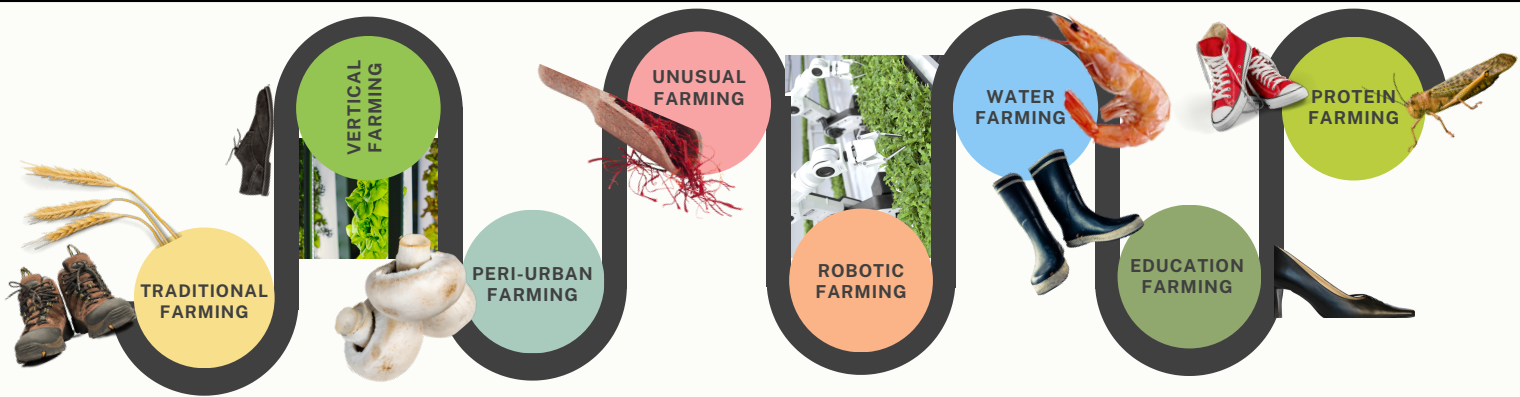 TRADITIONAL
FARMING
VERTICAL
FARMING
PERI-URBAN
FARMING
UNUSUAL
FARMING
ROBOTIC
FARMING
WATER
FARMING
EDUCATION
FARMING
PROTEIN
FARMING